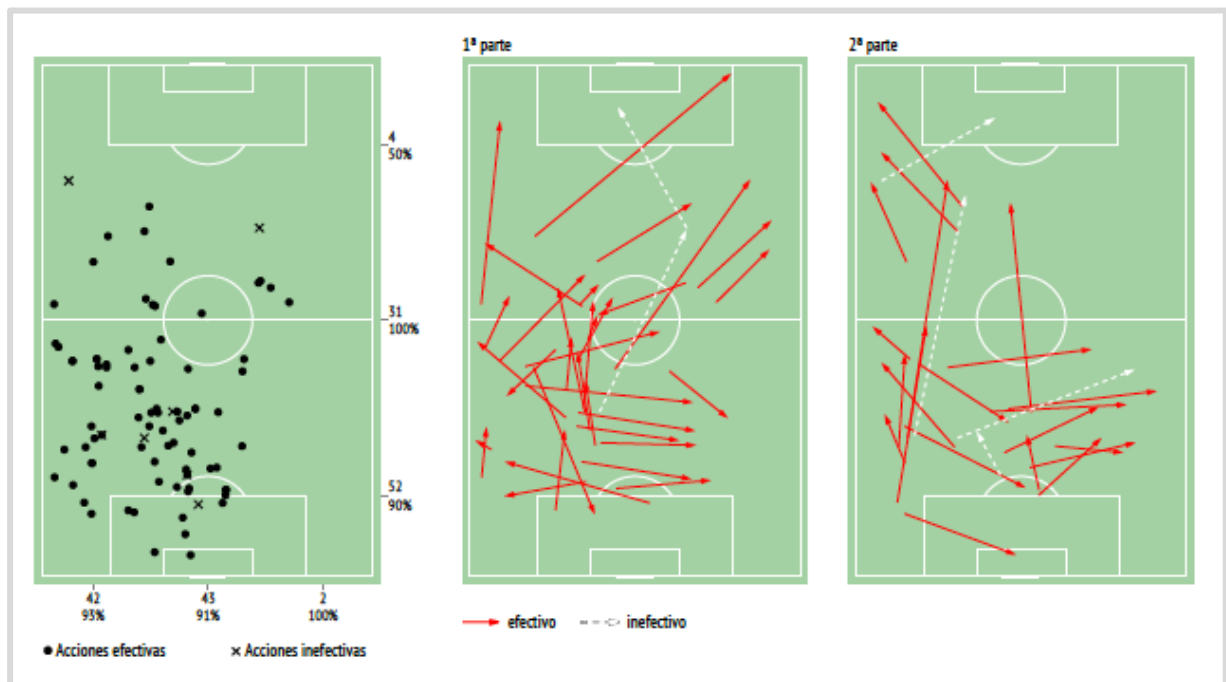 1ª parte
2ª parte
4
50%
31
100%
52
90%
42
93%
43
91%
2
100%
efectivo
inefectivo
Acciones efectivas
Acciones inefectivas